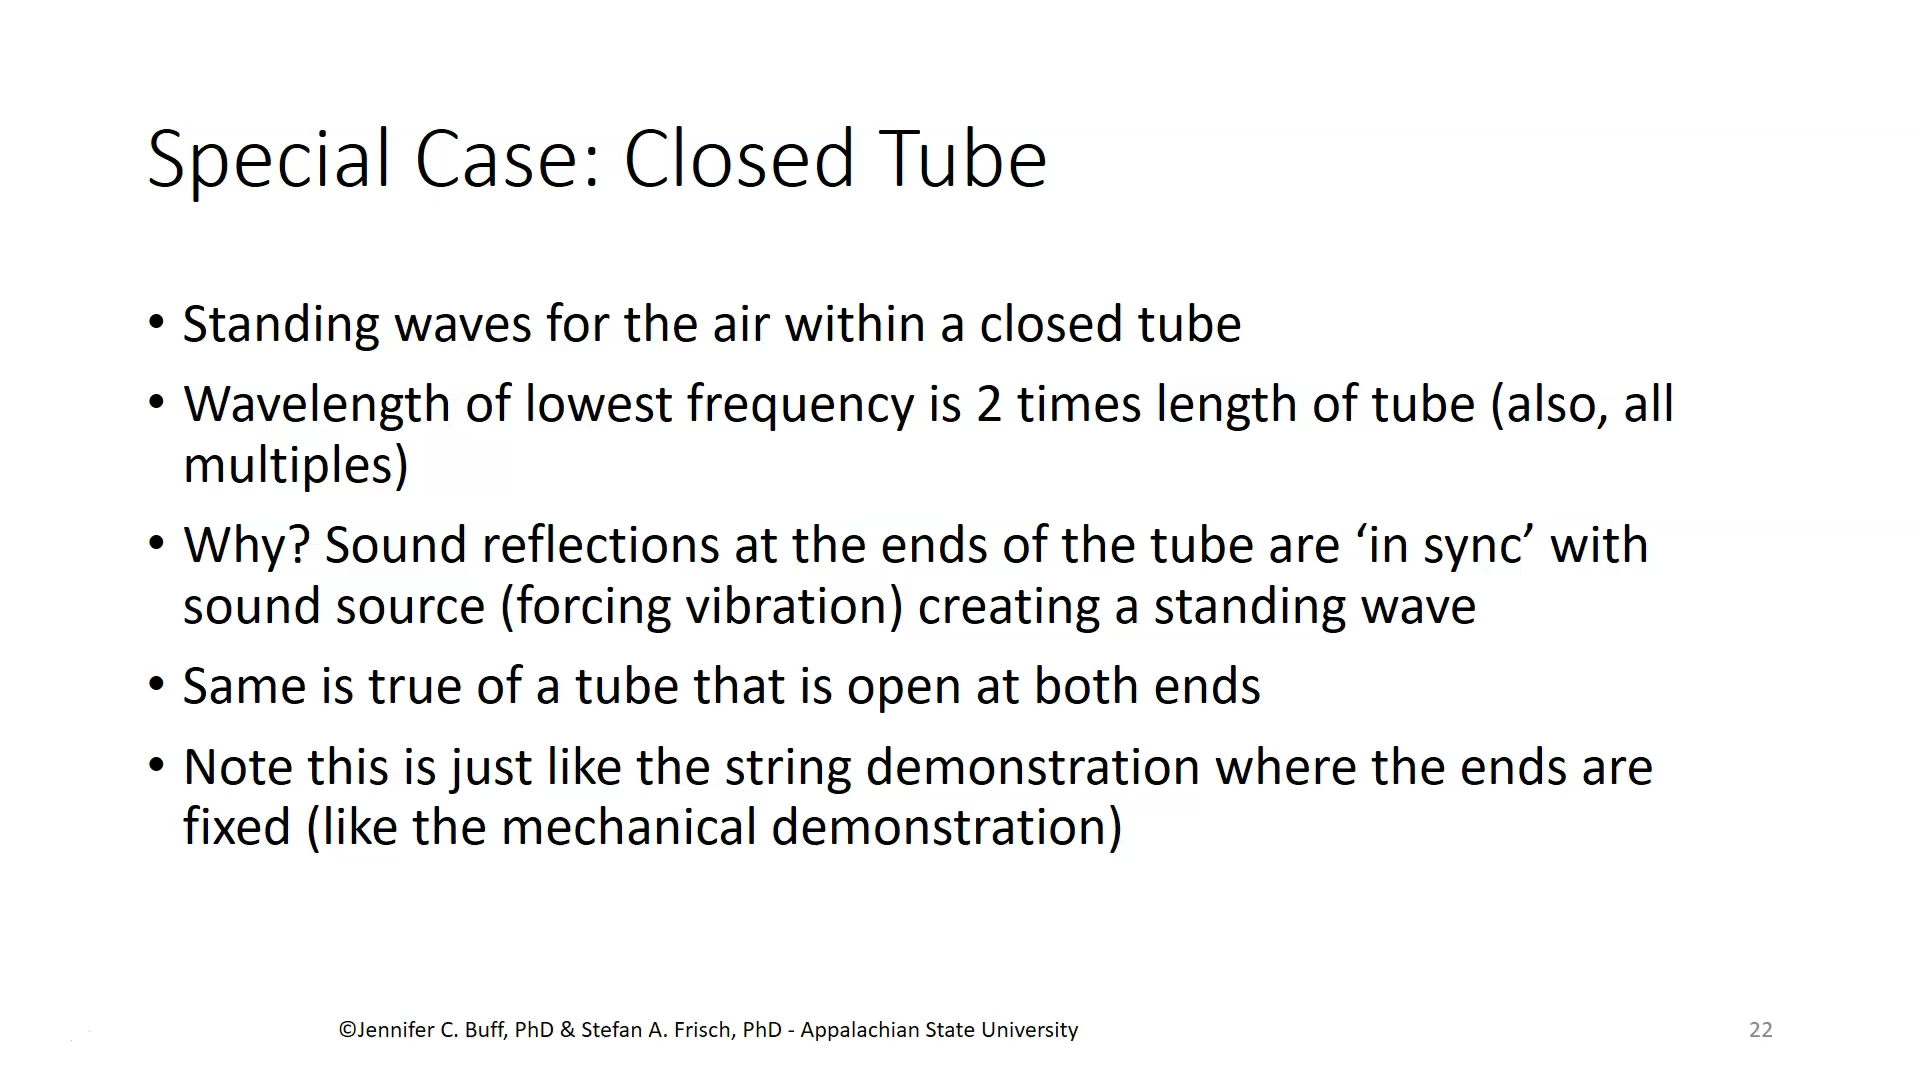 Special Case: Closed Tube
• Standing waves for the air within a closed tube
• Wavelength of lowest frequency is 2 times length of tube (also, all
multiples)
• Why? Sound reflections at the ends of the tube are ‘in sync’ with
sound source (forcing vibration) creating a standing wave
• Same is true of a tube that is open at both ends
• Note this is just like the string demonstration where the ends are
fixed (like the mechanical demonstration)
©Jennifer C. Buff, PhD & Stefan A. Frisch, PhD - Appalachian State University
22